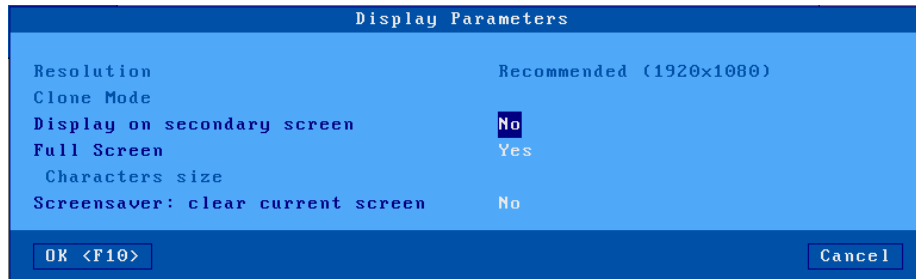 Display Parameters
Resolution Recommended (1920x1080)
Clone Mode
Display on secondary screen No
Full Screen Yes
Characters size
Screensaver: clear current screen No
OK <F10> Cancel